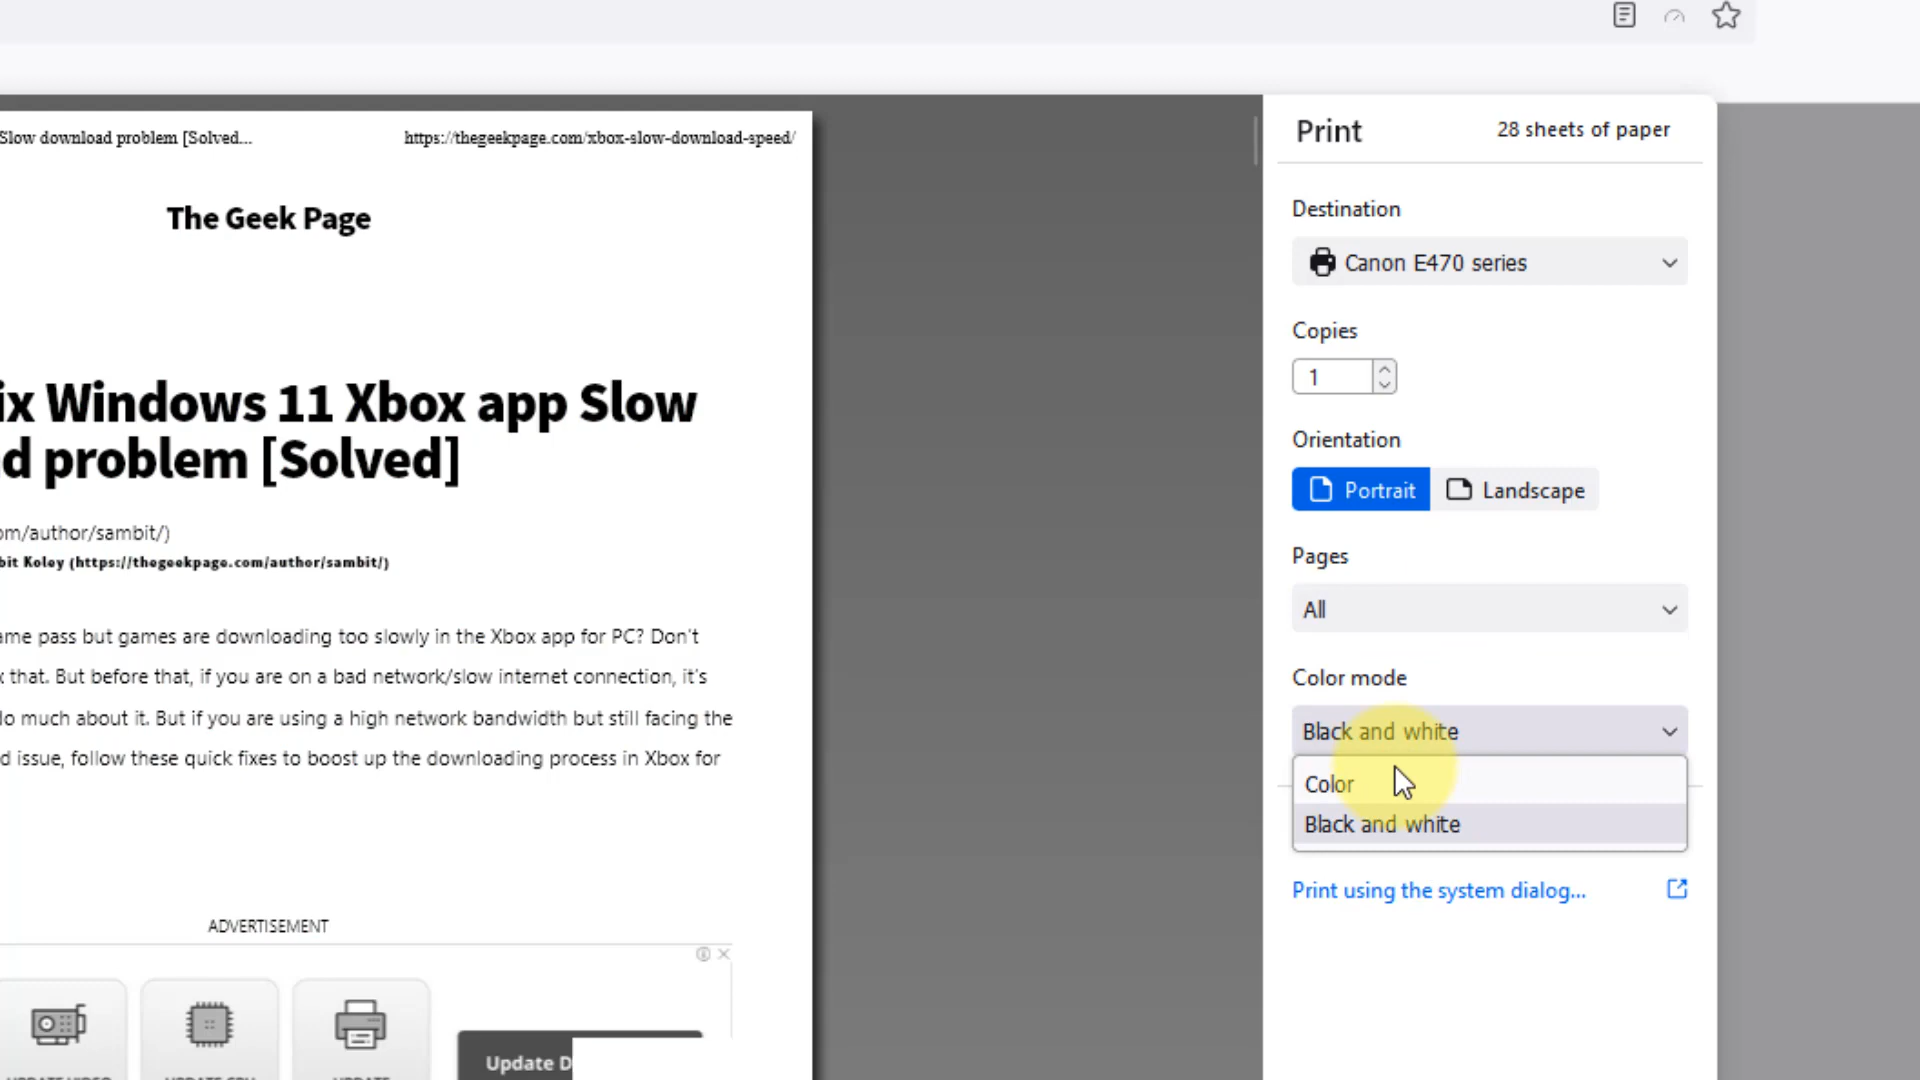 Slow download problem [Solved...
https://thegeekpage.com/xbox-slow-download-speed/
The Geek Page
ix Windows 11 Xbox app Slow
d problem [Solved]
om/author/sambit/)
bit Koley (https://thegeekpage.com/author/sambit/)
ame pass but games are downloading too slowly in the Xbox app for PC? Don't
that. But before that, if you are on a bad network/slow internet connection, it's
do much about it. But if you are using a high network bandwidth but still facing the
d issue, follow these quick fixes to boost up the downloading process in Xbox for
ADVERTISEMENT
Update D
Print
28 sheets of paper
Destination
Canon E470 series
Copies
1
Orientation
Portrait
Landscape
Pages
All
Color mode
Black and white
Color
Black and white
Print using the system dialog...